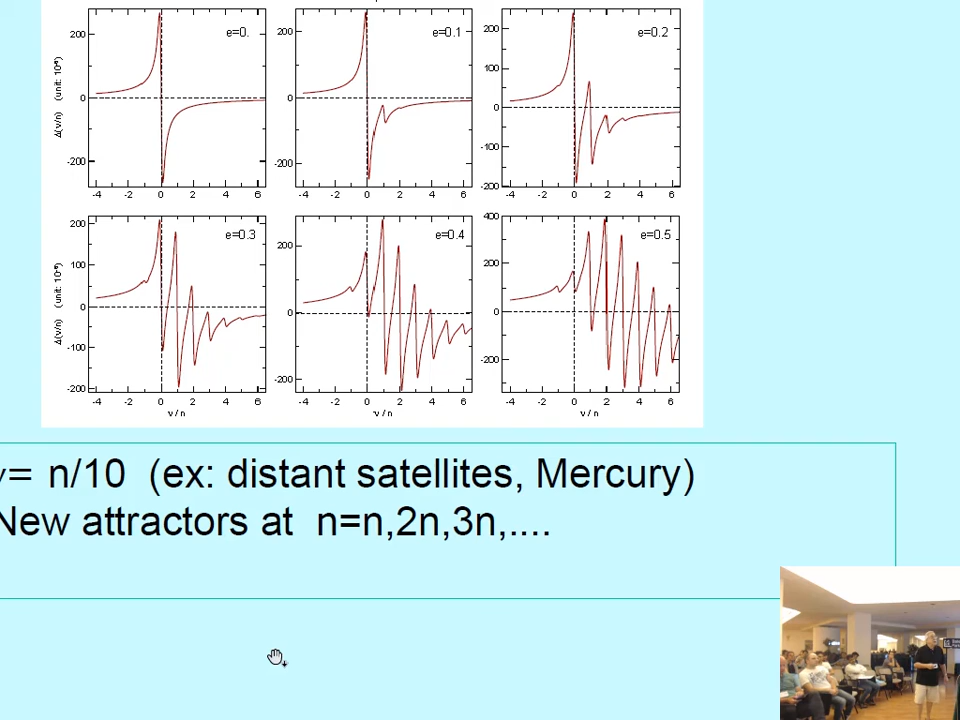 e=0.
e=0.1
e=0.2
200
0
-200
200
0
-200
200
100
0
-100
-200
Δ(ν/n) (unit: 10⁻⁶)
-4 -2 0 2 4 6
-4 -2 0 2 4 6
-4 -2 0 2 4 6
e=0.3
e=0.4
e=0.5
200
100
0
-100
-200
200
0
-200
400
200
0
-200
Δ(ν/n) (unit: 10⁻⁶)
-4 -2 0 2 4 6
-4 -2 0 2 4 6
-4 -2 0 2 4 6
ν/n
ν/n
ν/n
= n/10 (ex: distant satellites, Mercury)
New attractors at n=n,2n,3n,....